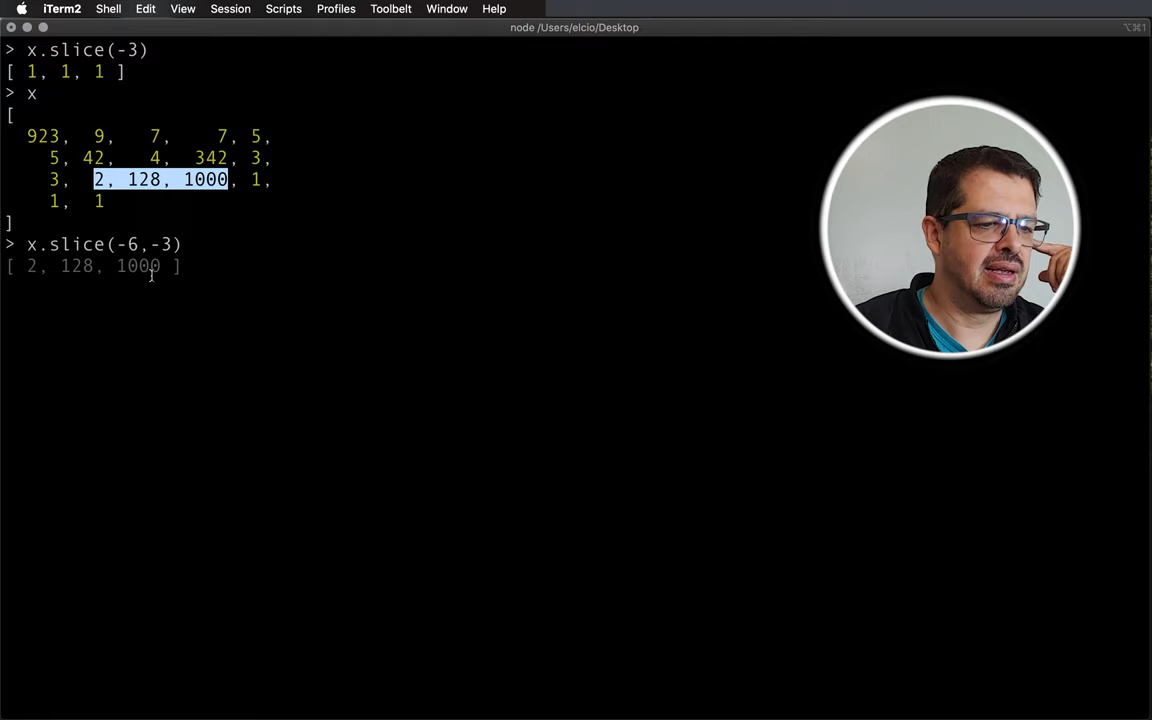 iTerm2 Shell Edit View Session Scripts Profiles Toolbelt Window Help
node /Users/elcio/Desktop ⌥⌘1
> x.slice(-3)
[ 1, 1, 1 ]
> x
[
923, 9, 7, 7, 5,
5, 42, 4, 342, 3,
3, 2, 128, 1000, 1,
1, 1
]
> x.slice(-6,-3)
[ 2, 128, 1000 ]